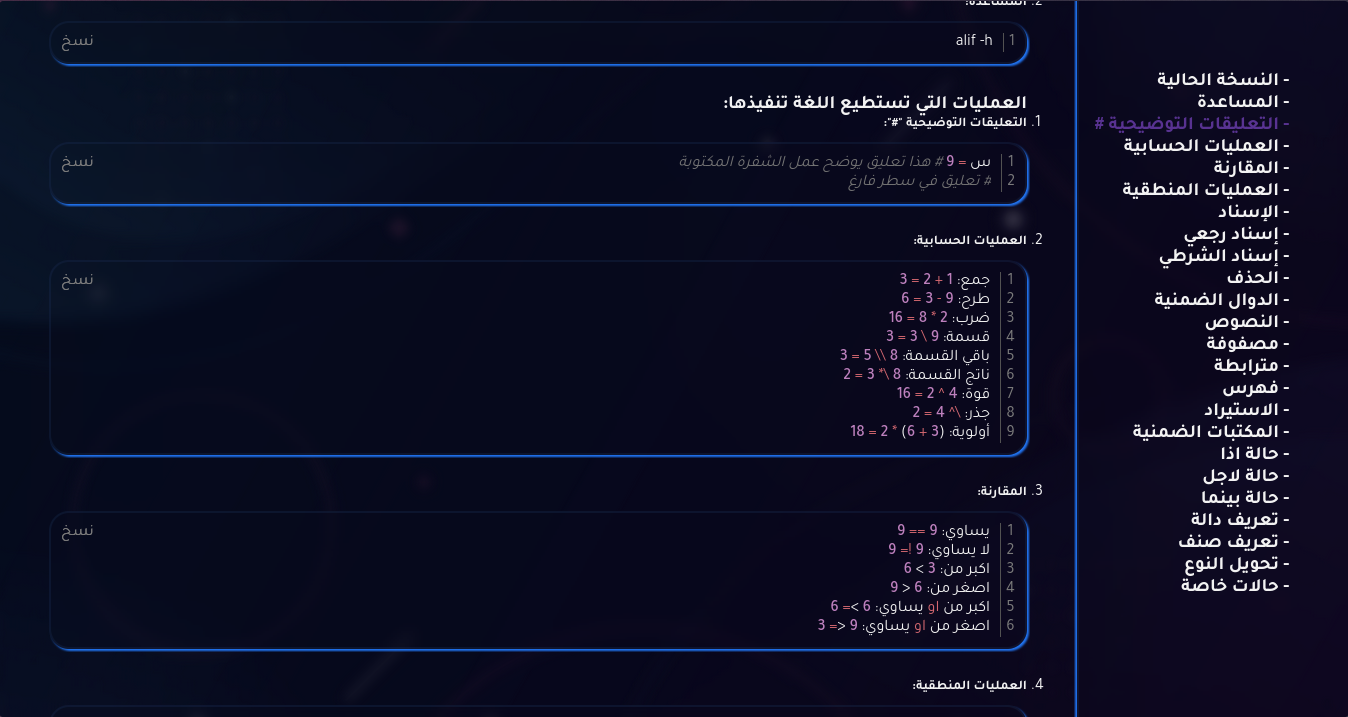 - النسخة الحالية
- المساعدة
- التعليقات التوضيحية #
- العمليات الحسابية
- المقارنة
- العمليات المنطقية
- الإسناد
- إسناد رجعي
- إسناد الشرطي
- الحذف
- الدوال الضمنية
- النصوص
- مصفوفة
- مترابطة
- فهرس
- الاستيراد
- المكتبات الضمنية
- حالة اذا
- حالة لاجل
- حالة بينما
- تعريف دالة
- تعريف صنف
- تحويل النوع
- حالات خاصة
2. المساعدة:
نسخ
1 alif -h
العمليات التي تستطيع اللغة تنفيذها:
1. التعليقات التوضيحية "#":
نسخ
1 س = 9 # هذا تعليق يوضح عمل الشفرة المكتوبة
2 # تعليق في سطر فارغ
2. العمليات الحسابية:
نسخ
1 جمع: 1 + 2 = 3
2 طرح: 9 - 3 = 6
3 ضرب: 2 * 8 = 16
4 قسمة: 9 \ 3 = 3
5 باقي القسمة: 8 \\ 5 = 3
6 ناتج القسمة: 8 \* 3 = 2
7 قوة: 4 ^ 2 = 16
8 جذر: \^ 4 = 2
9 أولوية: (3 + 6) * 2 = 18
3. المقارنة:
نسخ
1 يساوي: 9 == 9
2 لا يساوي: 9 != 9
3 اكبر من: 3 > 6
4 اصغر من: 6 < 9
5 اكبر من او يساوي: 6 >= 6
6 اصغر من او يساوي: 9 <= 3
4. العمليات المنطقية: